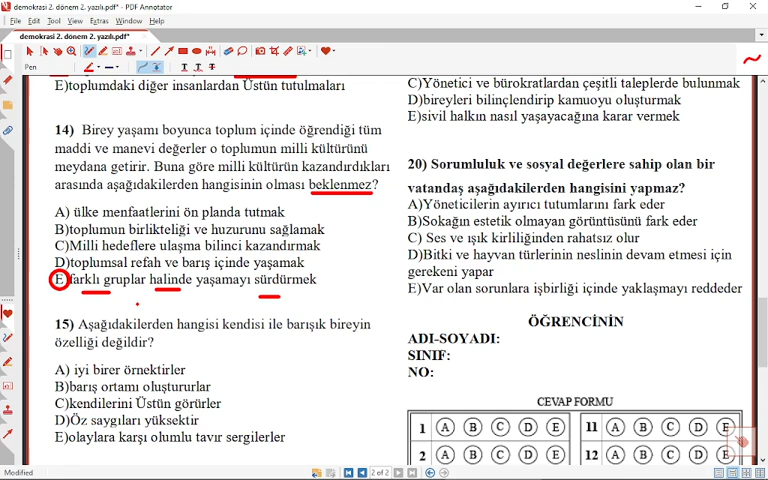 demokrasi 2. dönem 2. yazılı.pdf* - PDF Annotator
File Edit Tool View Extras Window Help
demokrasi 2. dönem 2. yazılı.pdf*
Pen
E)toplumdaki diğer insanlardan Üstün tutulmaları
14) Birey yaşamı boyunca toplum içinde öğrendiği tüm
maddi ve manevi değerler o toplumun milli kültürünü
meydana getirir. Buna göre milli kültürün kazandırdıkları
arasında aşağıdakilerden hangisinin olması beklenmez?
A) ülke menfaatlerini ön planda tutmak
B)toplumun birlikteliği ve huzurunu sağlamak
C)Milli hedeflere ulaşma bilinci kazandırmak
D)toplumsal refah ve barış içinde yaşamak
E)farklı gruplar halinde yaşamayı sürdürmek
15) Aşağıdakilerden hangisi kendisi ile barışık bireyin
özelliği değildir?
A) iyi birer örnektirler
B)barış ortamı oluştururlar
C)kendilerini Üstün görürler
D)Öz saygıları yüksektir
E)olaylara karşı olumlu tavır sergilerler
C)Yönetici ve bürokratlardan çeşitli taleplerde bulunmak
D)bireyleri bilinçlendirip kamuoyu oluşturmak
E)sivil halkın nasıl yaşayacağına karar vermek
20) Sorumluluk ve sosyal değerlere sahip olan bir
vatandaş aşağıdakilerden hangisini yapmaz?
A)Yöneticilerin ayırıcı tutumlarını fark eder
B)Sokağın estetik olmayan görüntüsünü fark eder
C) Ses ve ışık kirliliğinden rahatsız olur
D)Bitki ve hayvan türlerinin neslinin devam etmesi için
gerekeni yapar
E)Var olan sorunlara işbirliği içinde yaklaşmayı reddeder
ÖĞRENCİNİN
ADI-SOYADI:
SINIF:
NO:
CEVAP FORMU
1 A B C D E 11 A B C D E
2 A B C D E 12 A B C D E
Modified
2 of 2